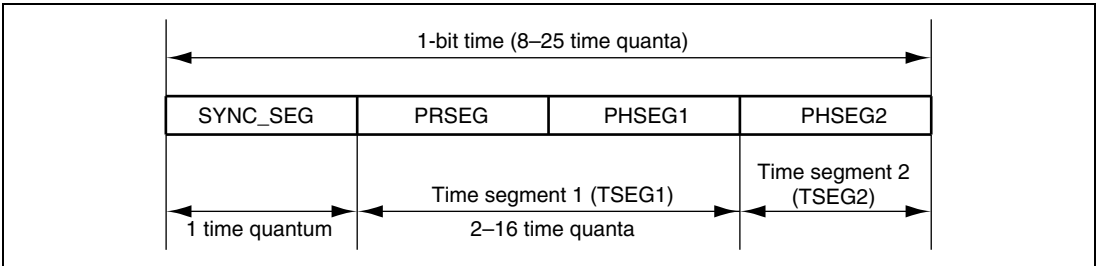 1-bit time (8–25 time quanta)
SYNC_SEG PRSEG PHSEG1 PHSEG2
Time segment 1 (TSEG1)
Time segment 2
(TSEG2)
1 time quantum
2–16 time quanta